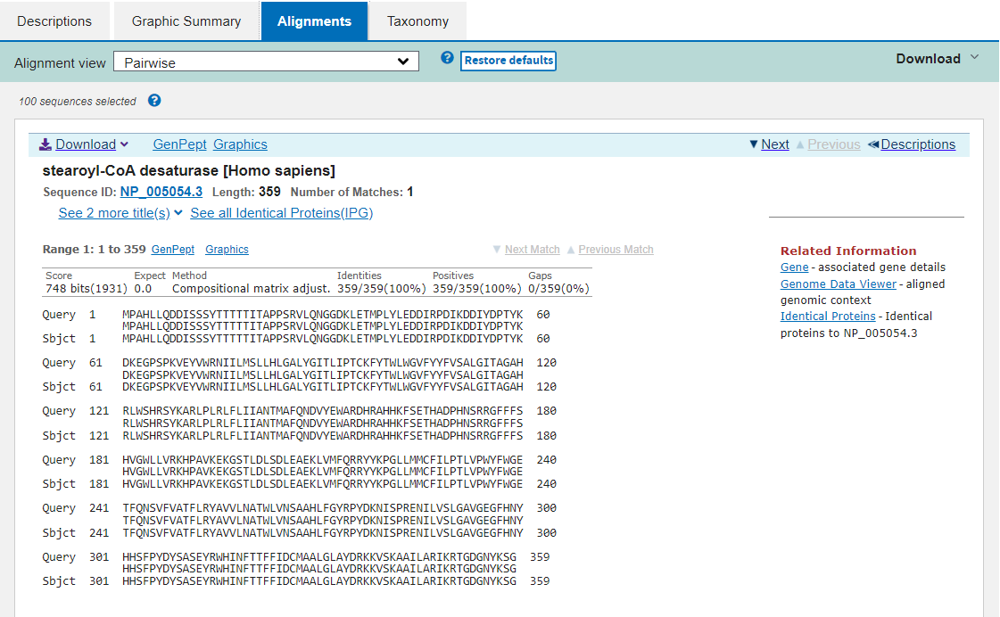 Descriptions Graphic Summary Alignments Taxonomy
Alignment view Pairwise Restore defaults Download
100 sequences selected
Download GenPept Graphics Next Previous Descriptions
stearoyl-CoA desaturase [Homo sapiens]
Sequence ID: NP_005054.3 Length: 359 Number of Matches: 1
See 2 more title(s) See all Identical Proteins(IPG)
Range 1: 1 to 359 GenPept Graphics Next Match Previous Match
Score Expect Method Identities Positives Gaps
748 bits(1931) 0.0 Compositional matrix adjust. 359/359(100%) 359/359(100%) 0/359(0%)
Query 1 MPAHLLQDDISSSYTTTTTITAPPSRVLQNGGDKLETMPLYLEDDIRPDIKDDIYDPTYK 60
MPAHLLQDDISSSYTTTTTITAPPSRVLQNGGDKLETMPLYLEDDIRPDIKDDIYDPTYK
Sbjct 1 MPAHLLQDDISSSYTTTTTITAPPSRVLQNGGDKLETMPLYLEDDIRPDIKDDIYDPTYK 60
Query 61 DKEGPSPKVEYVWRNIILMSLLHLGALYGITLIPTCKFYTWLWGVFYYFVSALGITAGAH 120
DKEGPSPKVEYVWRNIILMSLLHLGALYGITLIPTCKFYTWLWGVFYYFVSALGITAGAH
Sbjct 61 DKEGPSPKVEYVWRNIILMSLLHLGALYGITLIPTCKFYTWLWGVFYYFVSALGITAGAH 120
Query 121 RLWSHRSYKARLPLRLFLIIANTMAFQNDVYEWARDHRAHHKFSETHADPHNSRRGFFFS 180
RLWSHRSYKARLPLRLFLIIANTMAFQNDVYEWARDHRAHHKFSETHADPHNSRRGFFFS
Sbjct 121 RLWSHRSYKARLPLRLFLIIANTMAFQNDVYEWARDHRAHHKFSETHADPHNSRRGFFFS 180
Query 181 HVGWLLVRKHPAVKEKGSTLDLSDLEAEKLVMFQRRYYKPGLLMMCFILPTLVPWYFWGE 240
HVGWLLVRKHPAVKEKGSTLDLSDLEAEKLVMFQRRYYKPGLLMMCFILPTLVPWYFWGE
Sbjct 181 HVGWLLVRKHPAVKEKGSTLDLSDLEAEKLVMFQRRYYKPGLLMMCFILPTLVPWYFWGE 240
Query 241 TFQNSVFVATFLRYAVVLNATWLVNSAAHLFGYRPYDKNISPRENILVSLGAVGEGFHNY 300
TFQNSVFVATFLRYAVVLNATWLVNSAAHLFGYRPYDKNISPRENILVSLGAVGEGFHNY
Sbjct 241 TFQNSVFVATFLRYAVVLNATWLVNSAAHLFGYRPYDKNISPRENILVSLGAVGEGFHNY 300
Query 301 HHSFPYDYSASEYRWHINFTTFFIDCMAALGLAYDRKKVSKAAILARIKRTGDGNYKSG 359
HHSFPYDYSASEYRWHINFTTFFIDCMAALGLAYDRKKVSKAAILARIKRTGDGNYKSG
Sbjct 301 HHSFPYDYSASEYRWHINFTTFFIDCMAALGLAYDRKKVSKAAILARIKRTGDGNYKSG 359
Related Information
Gene - associated gene details
Genome Data Viewer - aligned
genomic context
Identical Proteins - Identical
proteins to NP_005054.3